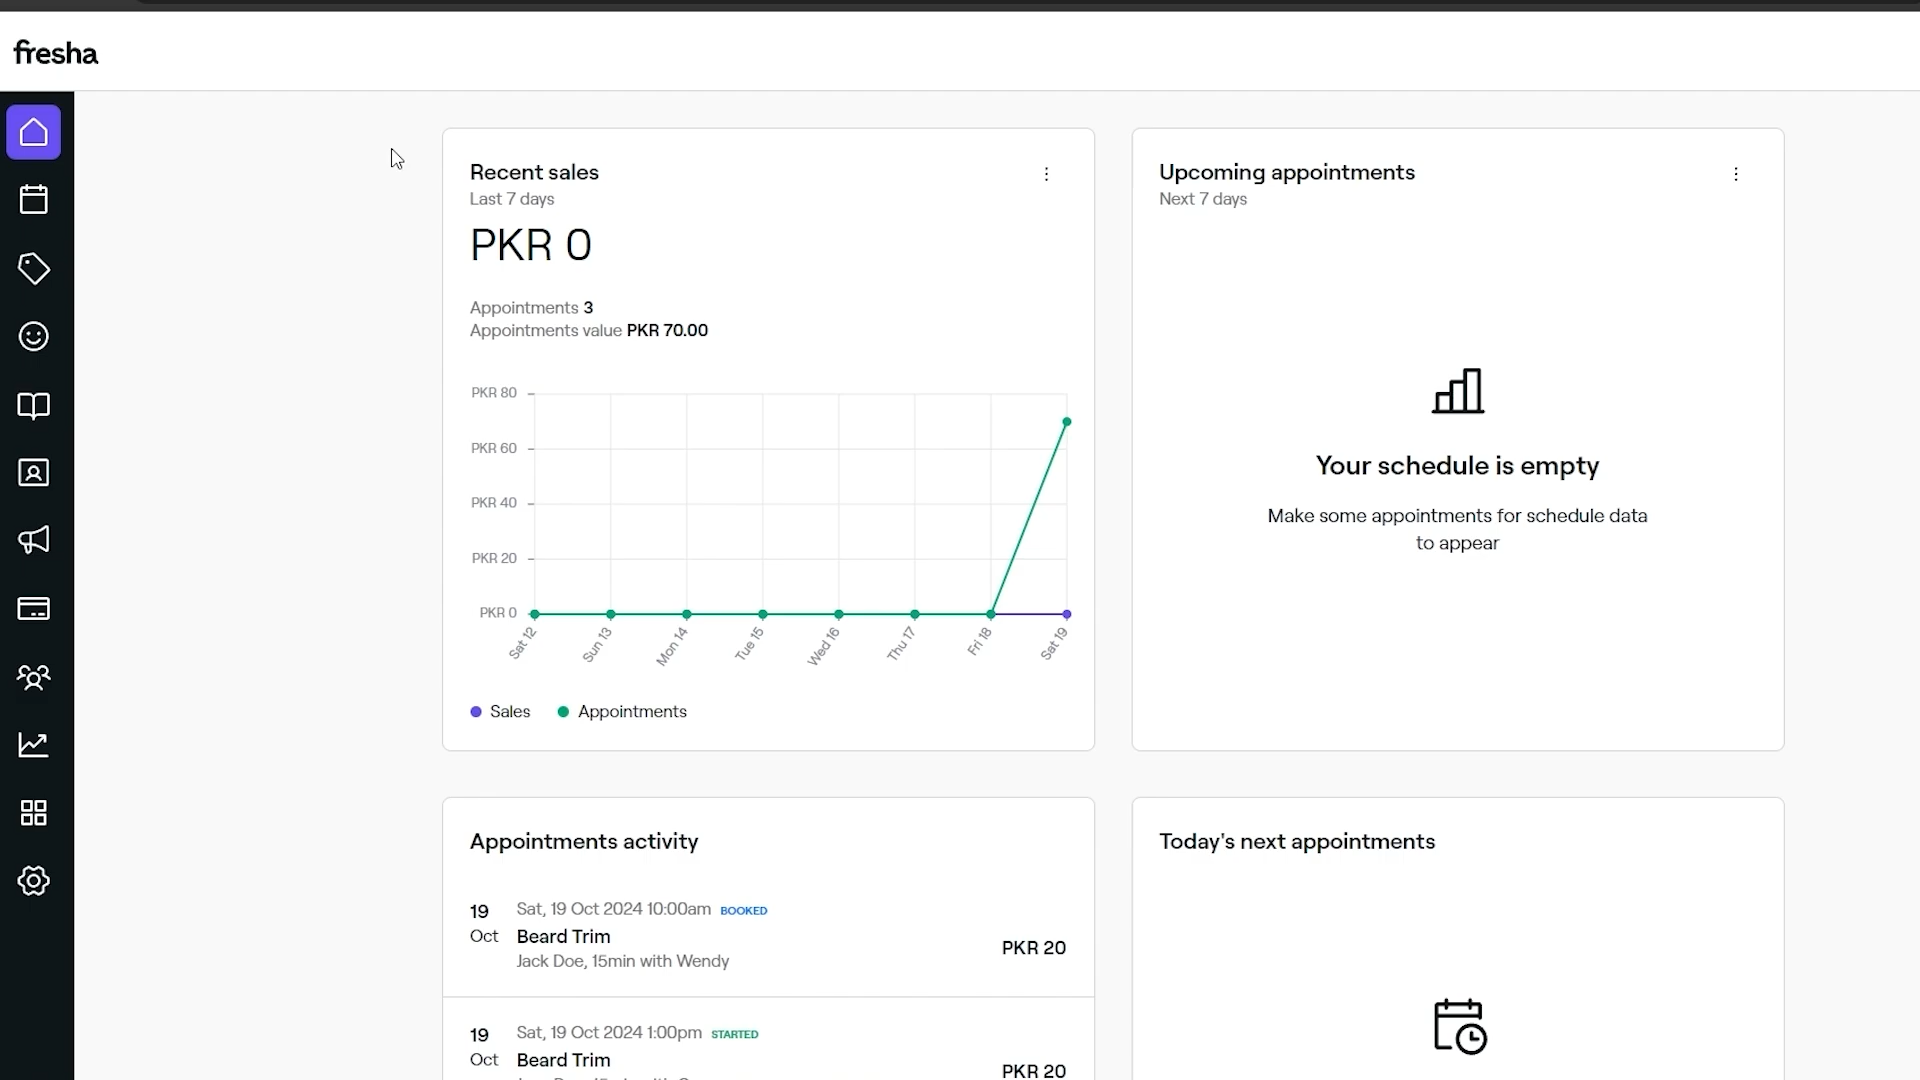 fresha
Recent sales
Last 7 days
PKR 0
Appointments 3
Appointments value PKR 70.00
PKR 80
PKR 60
PKR 40
PKR 20
PKR 0
Sat 12
Sun 13
Mon 14
Tue 15
Wed 16
Thu 17
Fri 18
Sat 19
Sales
Appointments
Upcoming appointments
Next 7 days
Your schedule is empty
Make some appointments for schedule data
to appear
Appointments activity
19 Sat, 19 Oct 2024 10:00am BOOKED
Oct Beard Trim
PKR 20
Jack Doe, 15min with Wendy
19 Sat, 19 Oct 2024 1:00pm STARTED
Oct Beard Trim
PKR 20
Today's next appointments